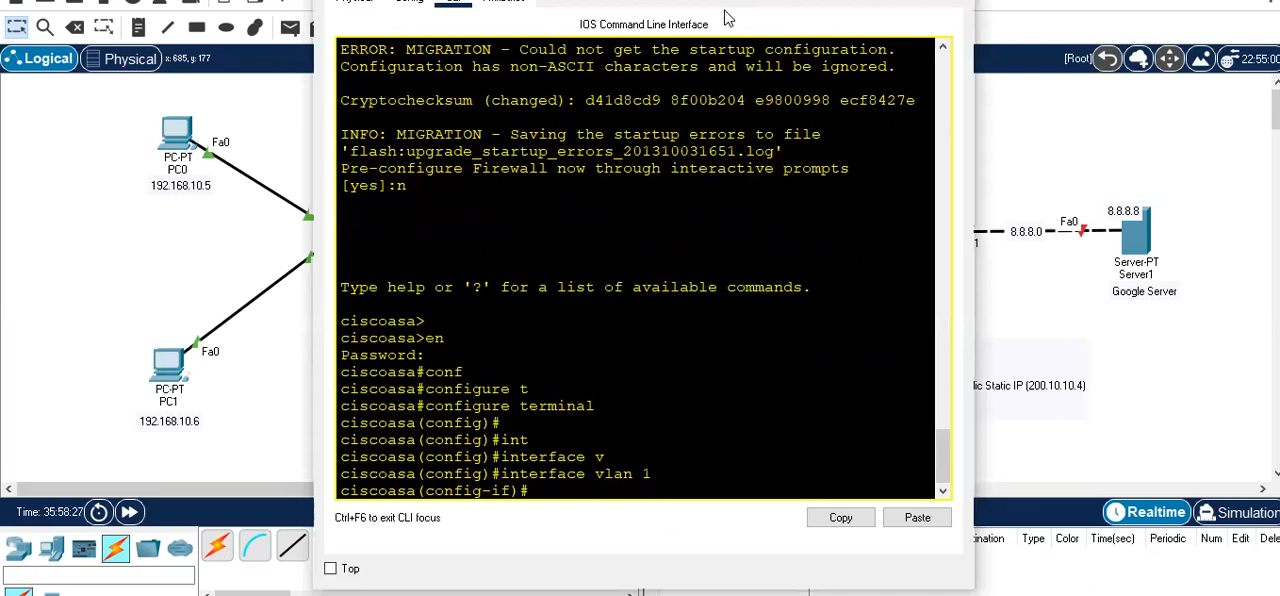 IOS Command Line Interface
Logical
Physical
x: 685, y: 177
[Root]
22:55:00
ERROR: MIGRATION - Could not get the startup configuration.
Configuration has non-ASCII characters and will be ignored.
Cryptochecksum (changed): d41d8cd9 8f00b204 e9800998 ecf8427e
INFO: MIGRATION - Saving the startup errors to file
'flash:upgrade_startup_errors_201310031651.log'
Pre-configure Firewall now through interactive prompts
[yes]:n
Type help or '?' for a list of available commands.
ciscoasa>
ciscoasa>en
Password:
ciscoasa#conf
ciscoasa#configure t
ciscoasa#configure terminal
ciscoasa(config)#
ciscoasa(config)#int
ciscoasa(config)#interface v
ciscoasa(config)#interface vlan 1
ciscoasa(config-if)#
Fa0
PC-PT
PC0
192.168.10.5
Fa0
PC-PT
PC1
192.168.10.6
1
8.8.8.0
Fa0
8.8.8.8
Server-PT
Server1
Google Server
lic Static IP (200.10.10.4)
Ctrl+F6 to exit CLI focus
Copy
Paste
Top
Time: 35:58:27
Realtime
Simulation
ination
Type
Color
Time(sec)
Periodic
Num
Edit
Dele